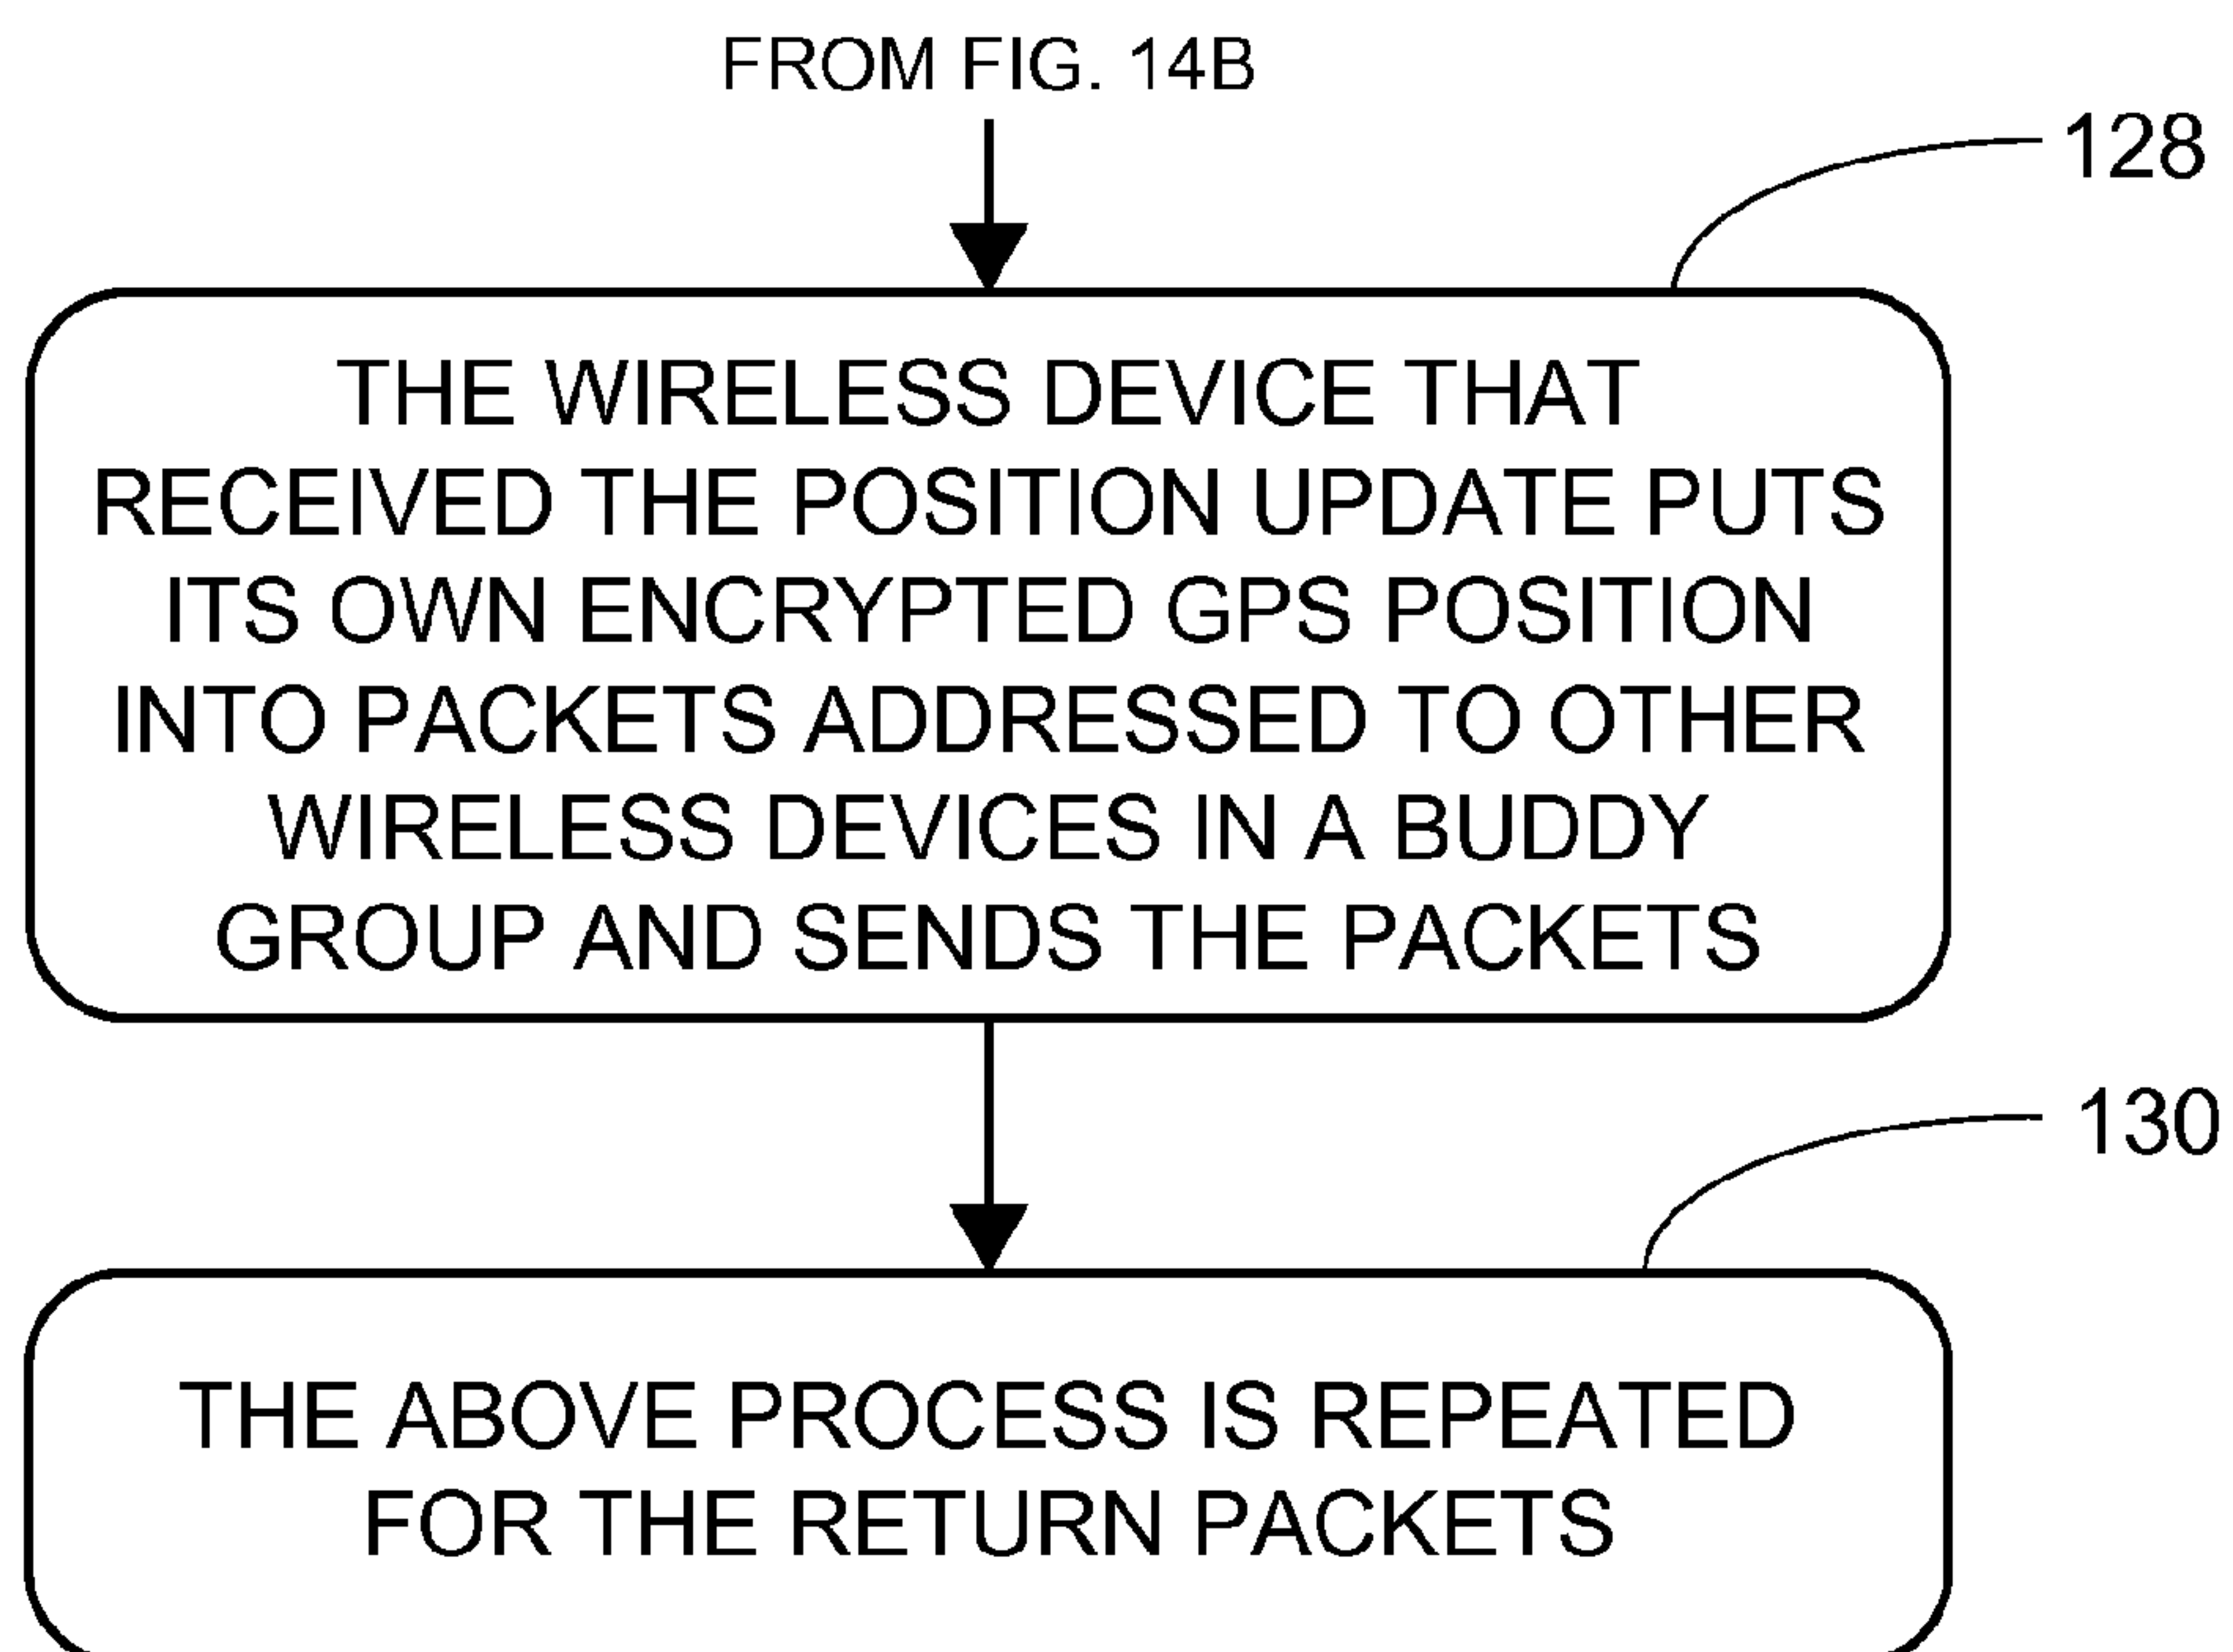 FROM FIG. 14B
128
THE WIRELESS DEVICE THAT
RECEIVED THE POSITION UPDATE PUTS
ITS OWN ENCRYPTED GPS POSITION
INTO PACKETS ADDRESSED TO OTHER
WIRELESS DEVICES IN A BUDDY
GROUP AND SENDS THE PACKETS
130
THE ABOVE PROCESS IS REPEATED
FOR THE RETURN PACKETS